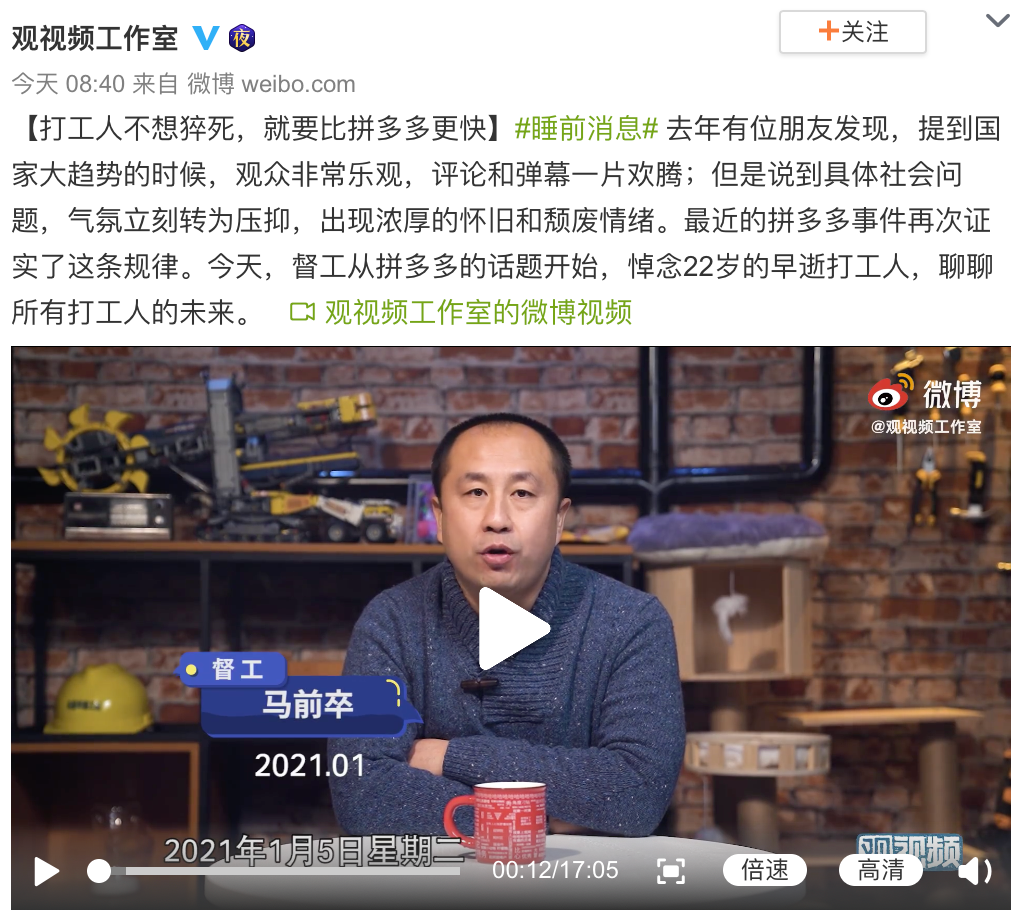 观视频工作室
夜
+关注
今天 08:40 来自 微博 weibo.com
【打工人不想猝死，就要比拼多多更快】#睡前消息# 去年有位朋友发现，提到国
家大趋势的时候，观众非常乐观，评论和弹幕一片欢腾；但是说到具体社会问
题，气氛立刻转为压抑，出现浓厚的怀旧和颓废情绪。最近的拼多多事件再次证
实了这条规律。今天，督工从拼多多的话题开始，悼念22岁的早逝打工人，聊聊
所有打工人的未来。 观视频工作室的微博视频
微博
@观视频工作室
督工
马前卒
2021.01
2021年1月5日星期二
观视频
00:12/17:05
倍速
高清